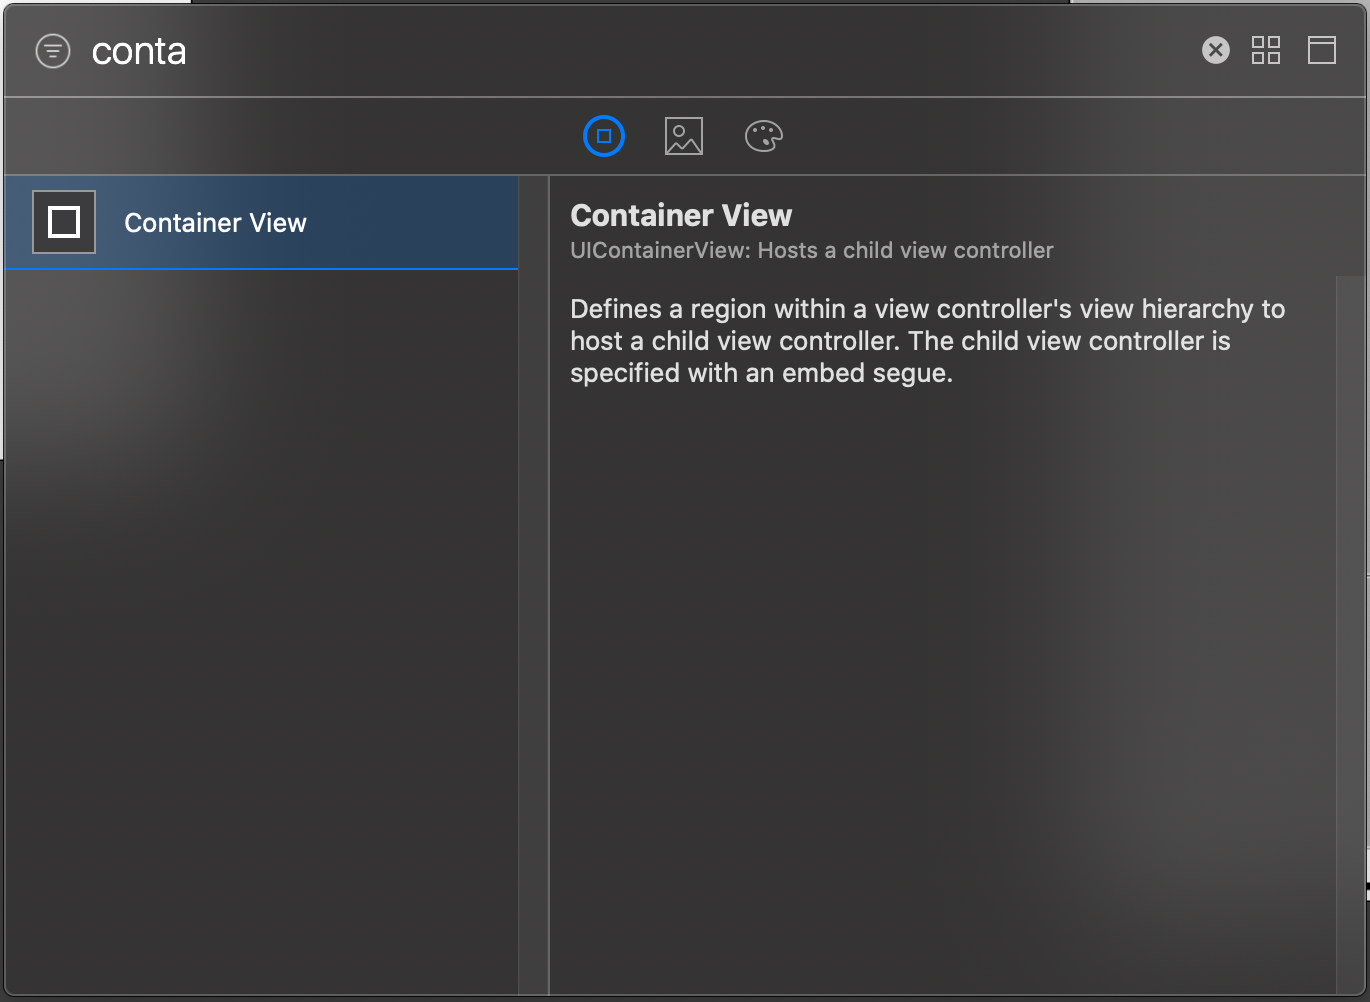 conta
Container View
Container View
UIContainerView: Hosts a child view controller
Defines a region within a view controller's view hierarchy to
host a child view controller. The child view controller is
specified with an embed segue.